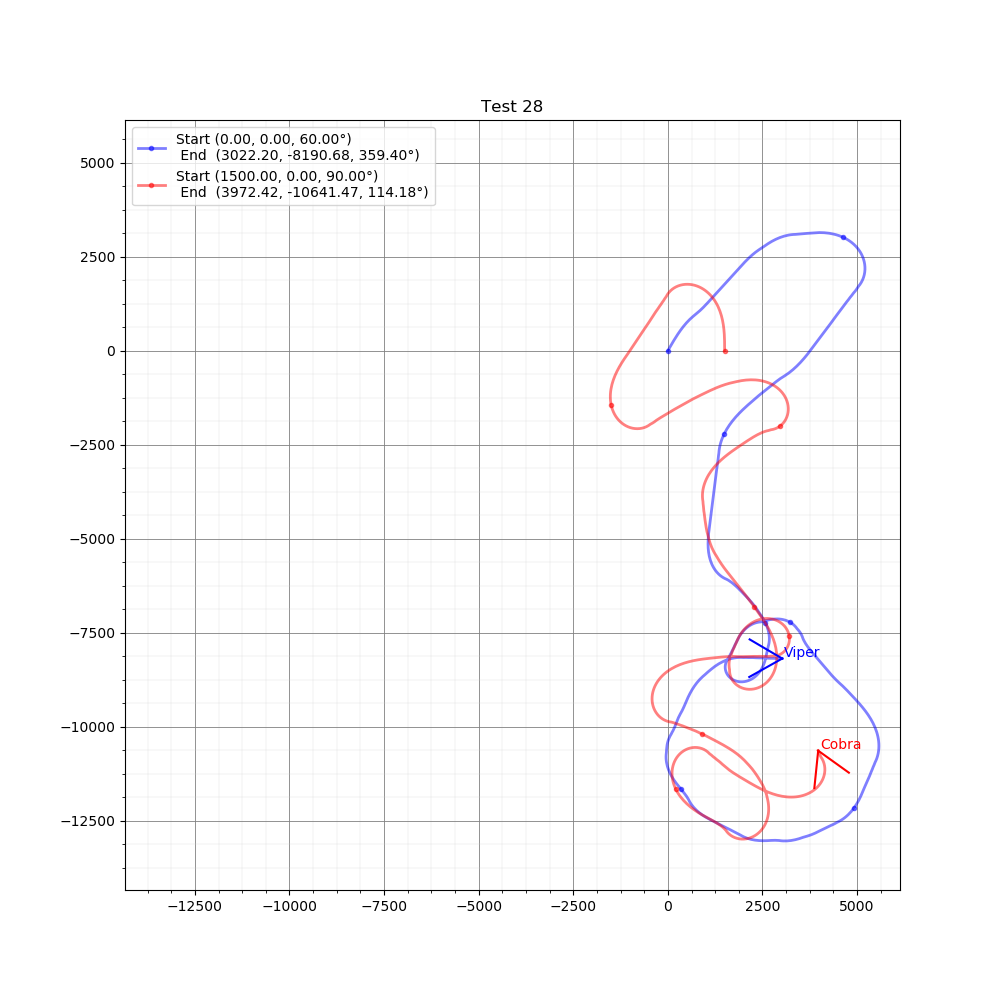 Test 28
Start (0.00, 0.00, 60.00°)
End  (3022.20, -8190.68, 359.40°)
Start (1500.00, 0.00, 90.00°)
End  (3972.42, -10641.47, 114.18°)
5000
2500
0
−2500
−5000
−7500
−10000
−12500
Viper
Cobra
−12500 −10000 −7500 −5000 −2500 0 2500 5000